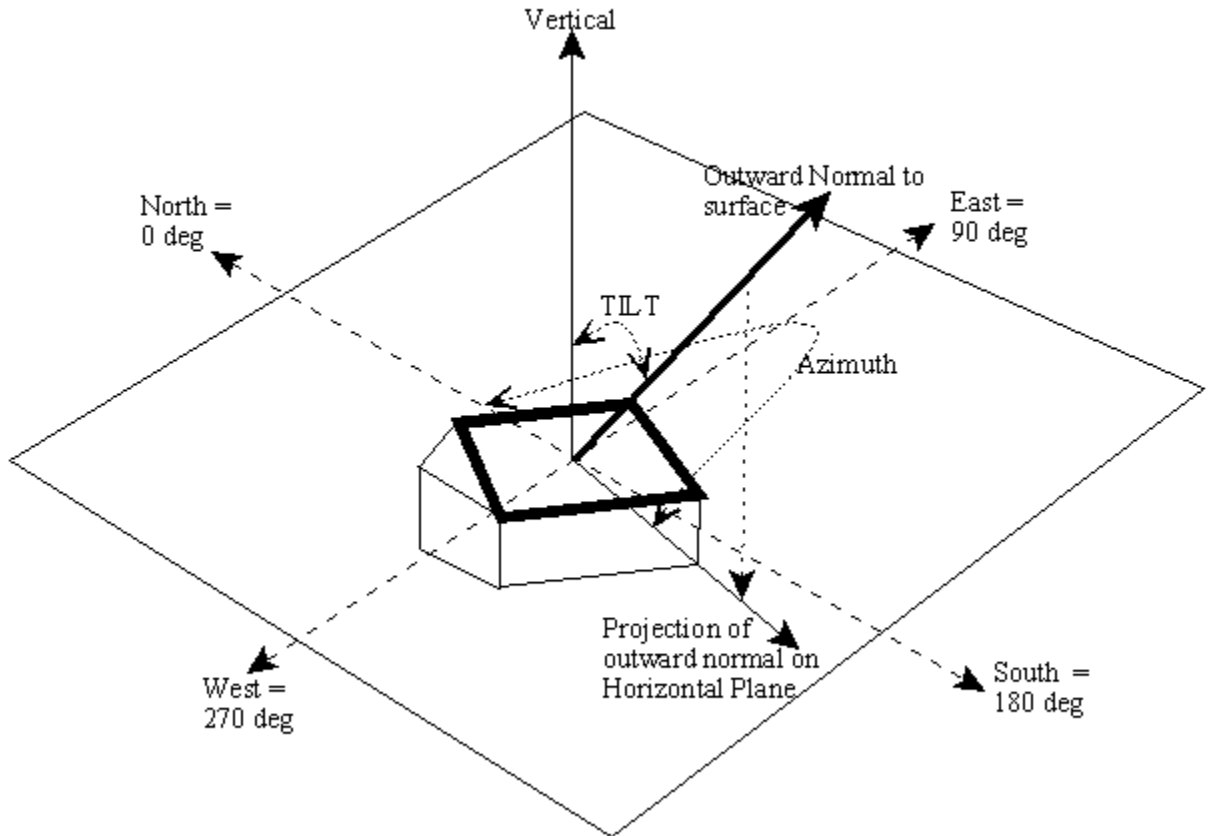 Vertical
Outward Normal to
surface
North =
0 deg
East =
90 deg
TILT
Azimuth
Projection of
outward normal on
Horizontal Plane
West =
270 deg
South =
180 deg